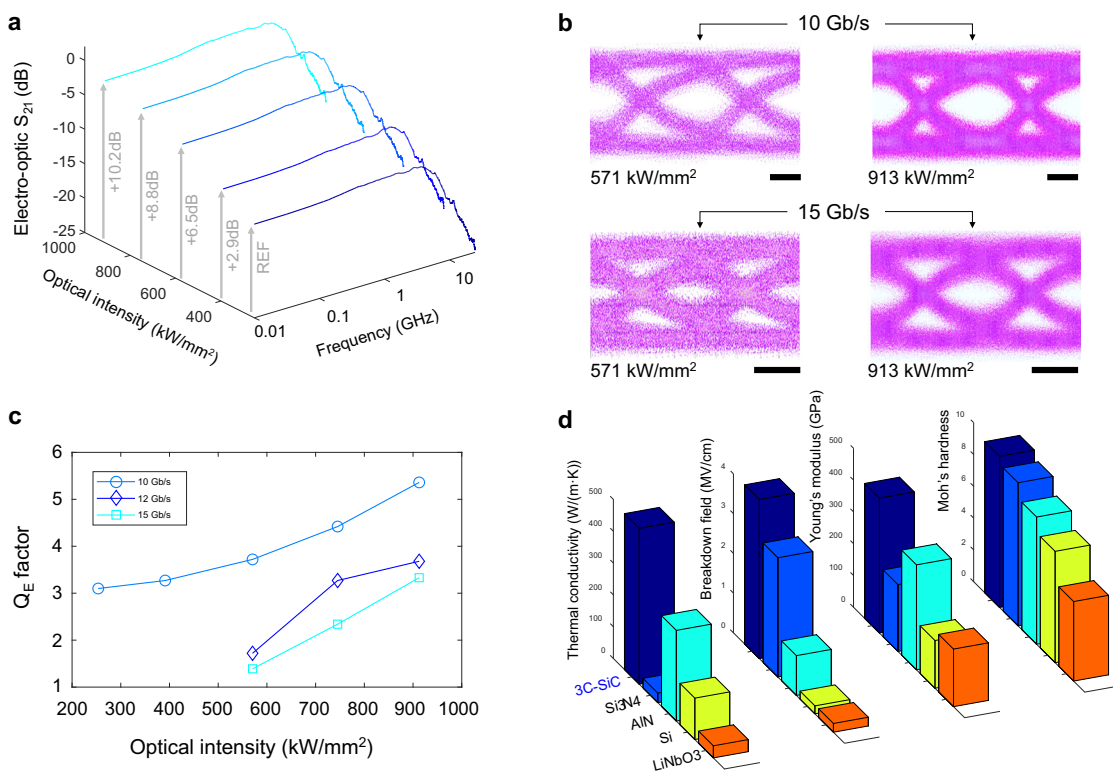 a
Electro-optic S21 (dB)
0
-5
-10
-15
-20
-25
1000
800
600
400
Optical intensity (kW/mm²)
+10.2dB
+8.8dB
+6.5dB
+2.9dB
REF
0.01
0.1
1
10
Frequency (GHz)
b
10 Gb/s
571 kW/mm²
913 kW/mm²
15 Gb/s
571 kW/mm²
913 kW/mm²
c
Q_E factor
6
5
4
3
2
1
10 Gb/s
12 Gb/s
15 Gb/s
200 300 400 500 600 700 800 900 1000
Optical intensity (kW/mm²)
d
Thermal conductivity (W/(m·K))
500
400
300
200
100
0
3C-SiC
Si3N4
AlN
Si
LiNbO3
Breakdown field (MV/cm)
4
3
2
1
0
Young's modulus (GPa)
500
400
300
200
100
0
Moh's hardness
10
8
6
4
2
0